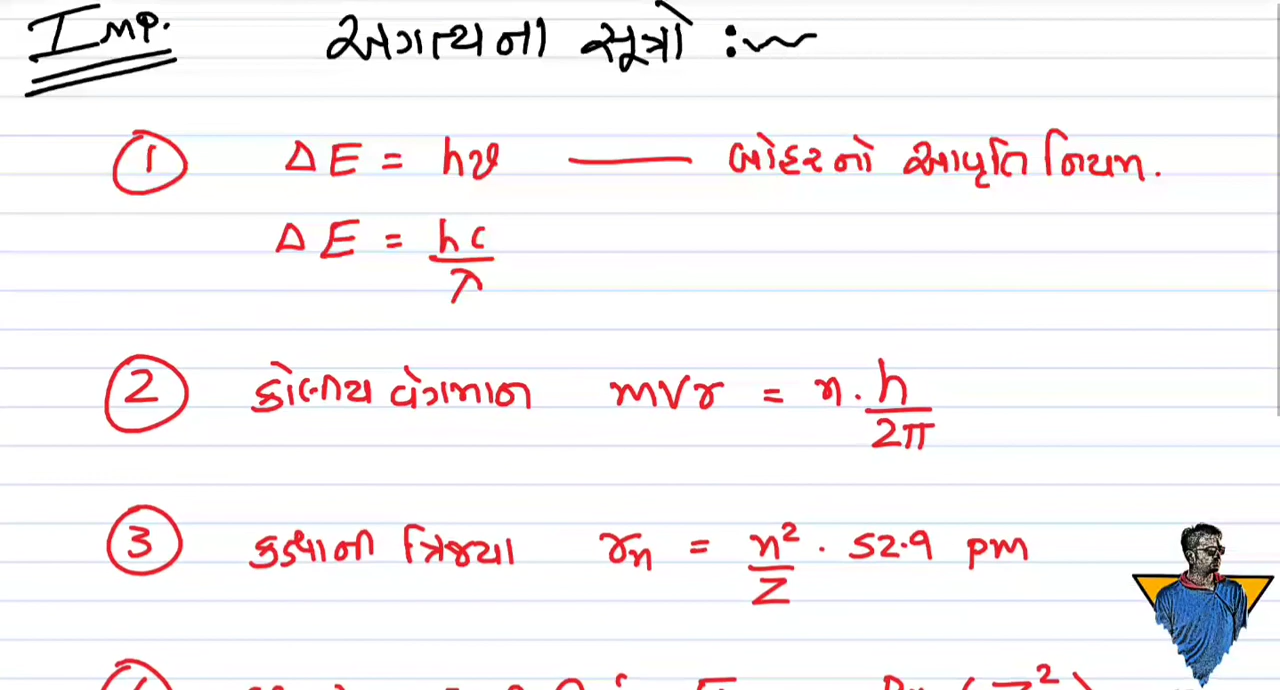 Imp. અગત્યના સૂત્રો :~
① ΔE = hν — બોહરનો આવૃતિ નિયમ.
ΔE = hc/λ
② કોણીય વેગમાન mvr = n . h/2π
③ કક્ષાની ત્રિજ્યા rn = n²/Z . 52.9 pm